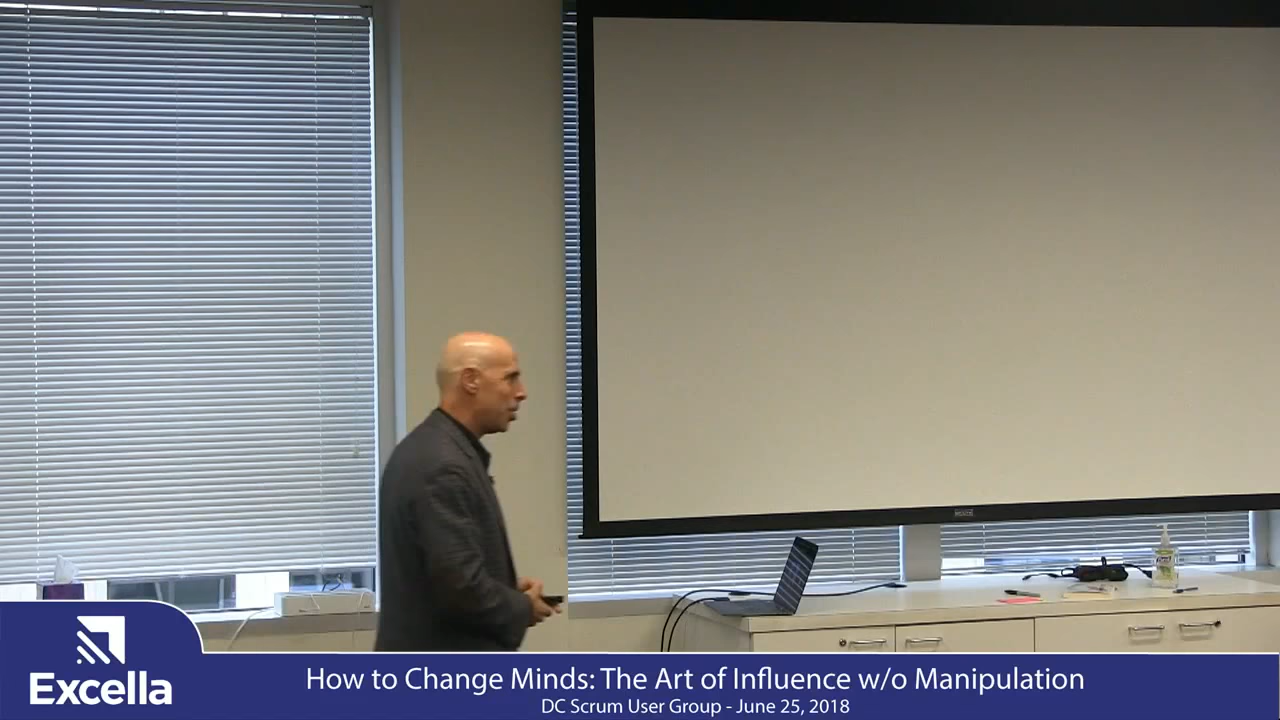 Excella
How to Change Minds: The Art of Influence w/o Manipulation
DC Scrum User Group - June 25, 2018